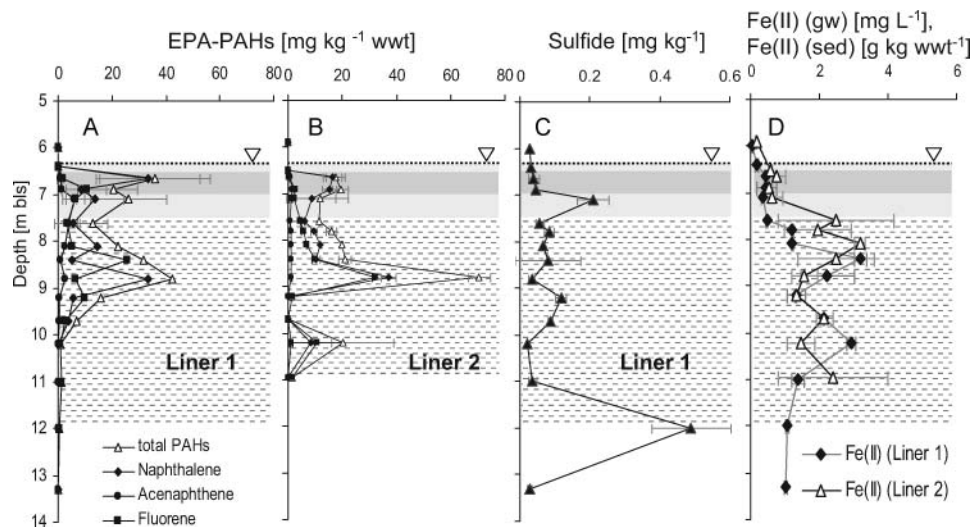 EPA-PAHs [mg kg⁻¹ wwt]
Sulfide [mg kg⁻¹]
Fe(II) (gw) [mg L⁻¹],
Fe(II) (sed) [g kg wwt⁻¹]
0 20 40 60 80 0 20 40 60 80 0 0.2 0.4 0.6 0 2 4 6
5
6
7
8
9
10
11
12
13
14
Depth [m bls]
A B C D
Liner 1 Liner 2 Liner 1
total PAHs
Naphthalene
Acenaphthene
Fluorene
Fe(II) (Liner 1)
Fe(II) (Liner 2)